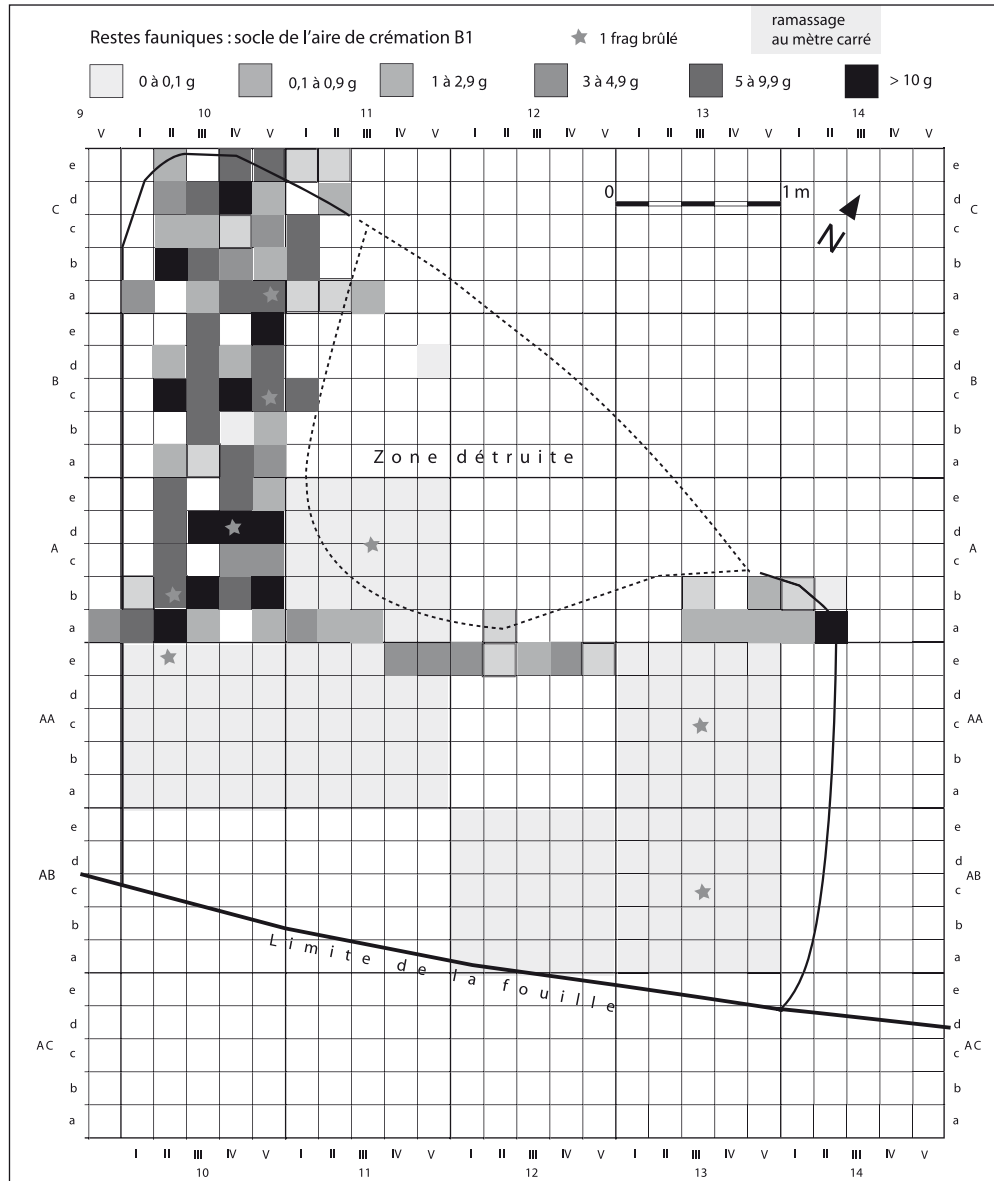 ramassage
au mètre carré
Restes fauniques : socle de l'aire de crémation B1
1 frag brûlé
0 à 0,1 g
0,1 à 0,9 g
1 à 2,9 g
3 à 4,9 g
5 à 9,9 g
> 10 g
9 10 11 12 13 14
V I II III IV V I II III IV V I II III IV V I II III IV V I II III IV V
e e
C d d C
0 1 m
c c
N
b b
a a
e e
d d
B B
c c
b b
a Zone détruite a
e e
d d
A A
c c
b b
a a
e e
d d
AA c c AA
b b
a a
e e
d d
AB AB
c c
b b
a a
Limite de la fouille
e e
d d
AC AC
c c
b b
a a
I II III IV V I II III IV V I II III IV V I II III IV V I II III IV V
10 11 12 13 14